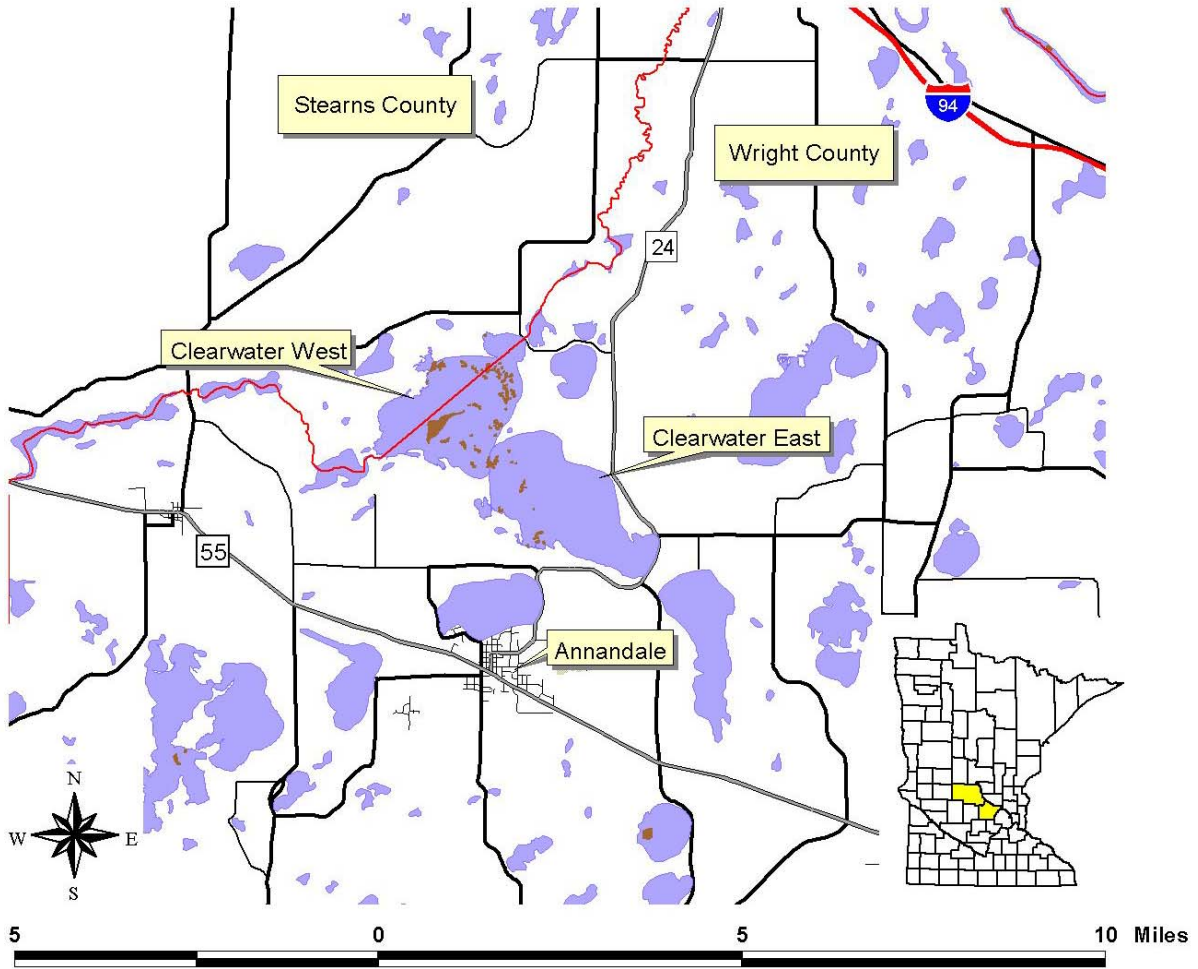 Stearns County
94
Wright County
24
Clearwater West
Clearwater East
55
Annandale
N
W E
S
5 0 5 10 Miles